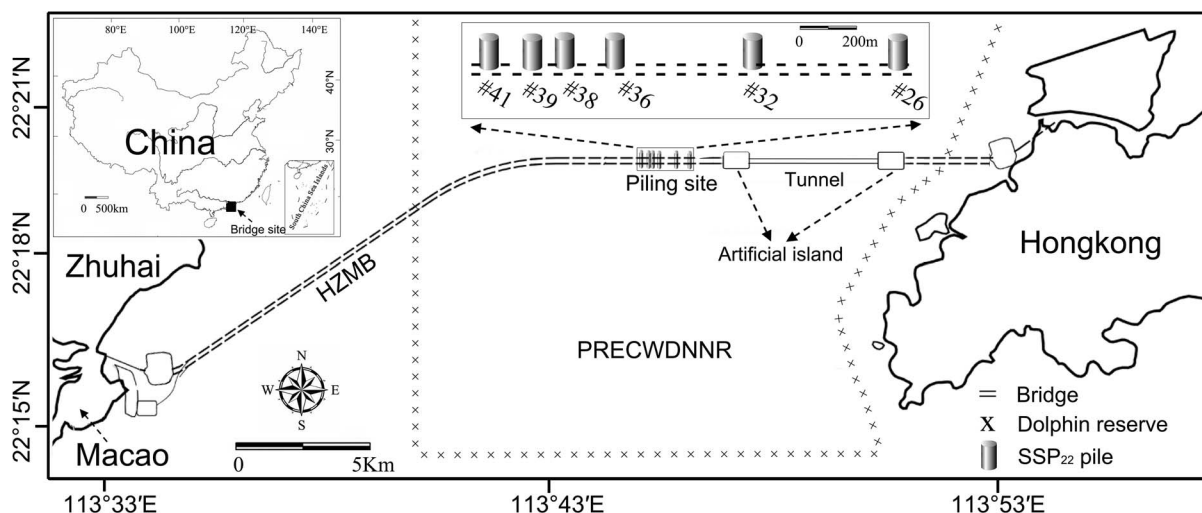 80°E
100°E
120°E
140°E
40°N
30°N
China
0 500km
South China Sea Islands
Bridge site
0 200m
#41
#39
#38
#36
#32
#26
22°21′N
22°18′N
22°15′N
Piling site
Tunnel
Artificial island
Zhuhai
HZMB
Hongkong
PRECWDNNR
N
W
E
S
Macao
0 5Km
Bridge
X Dolphin reserve
SSP22 pile
113°33′E
113°43′E
113°53′E